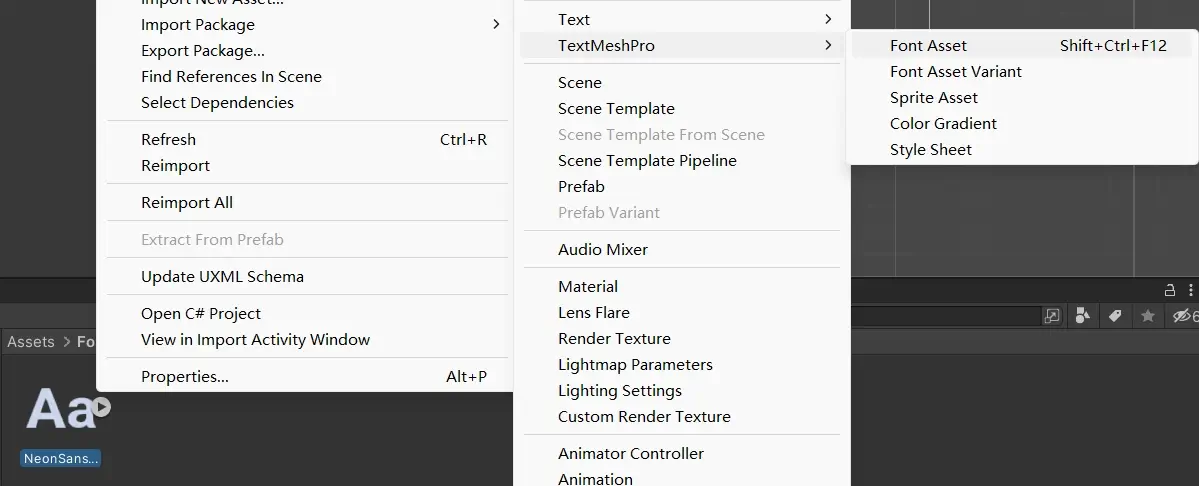 Import New Asset...
Import Package
Export Package...
Find References In Scene
Select Dependencies
Refresh Ctrl+R
Reimport
Reimport All
Extract From Prefab
Update UXML Schema
Open C# Project
View in Import Activity Window
Properties... Alt+P
Text
TextMeshPro
Scene
Scene Template
Scene Template From Scene
Scene Template Pipeline
Prefab
Prefab Variant
Audio Mixer
Material
Lens Flare
Render Texture
Lightmap Parameters
Lighting Settings
Custom Render Texture
Animator Controller
Animation
Font Asset Shift+Ctrl+F12
Font Asset Variant
Sprite Asset
Color Gradient
Style Sheet
6
Assets > Fo
Aa
NeonSans...